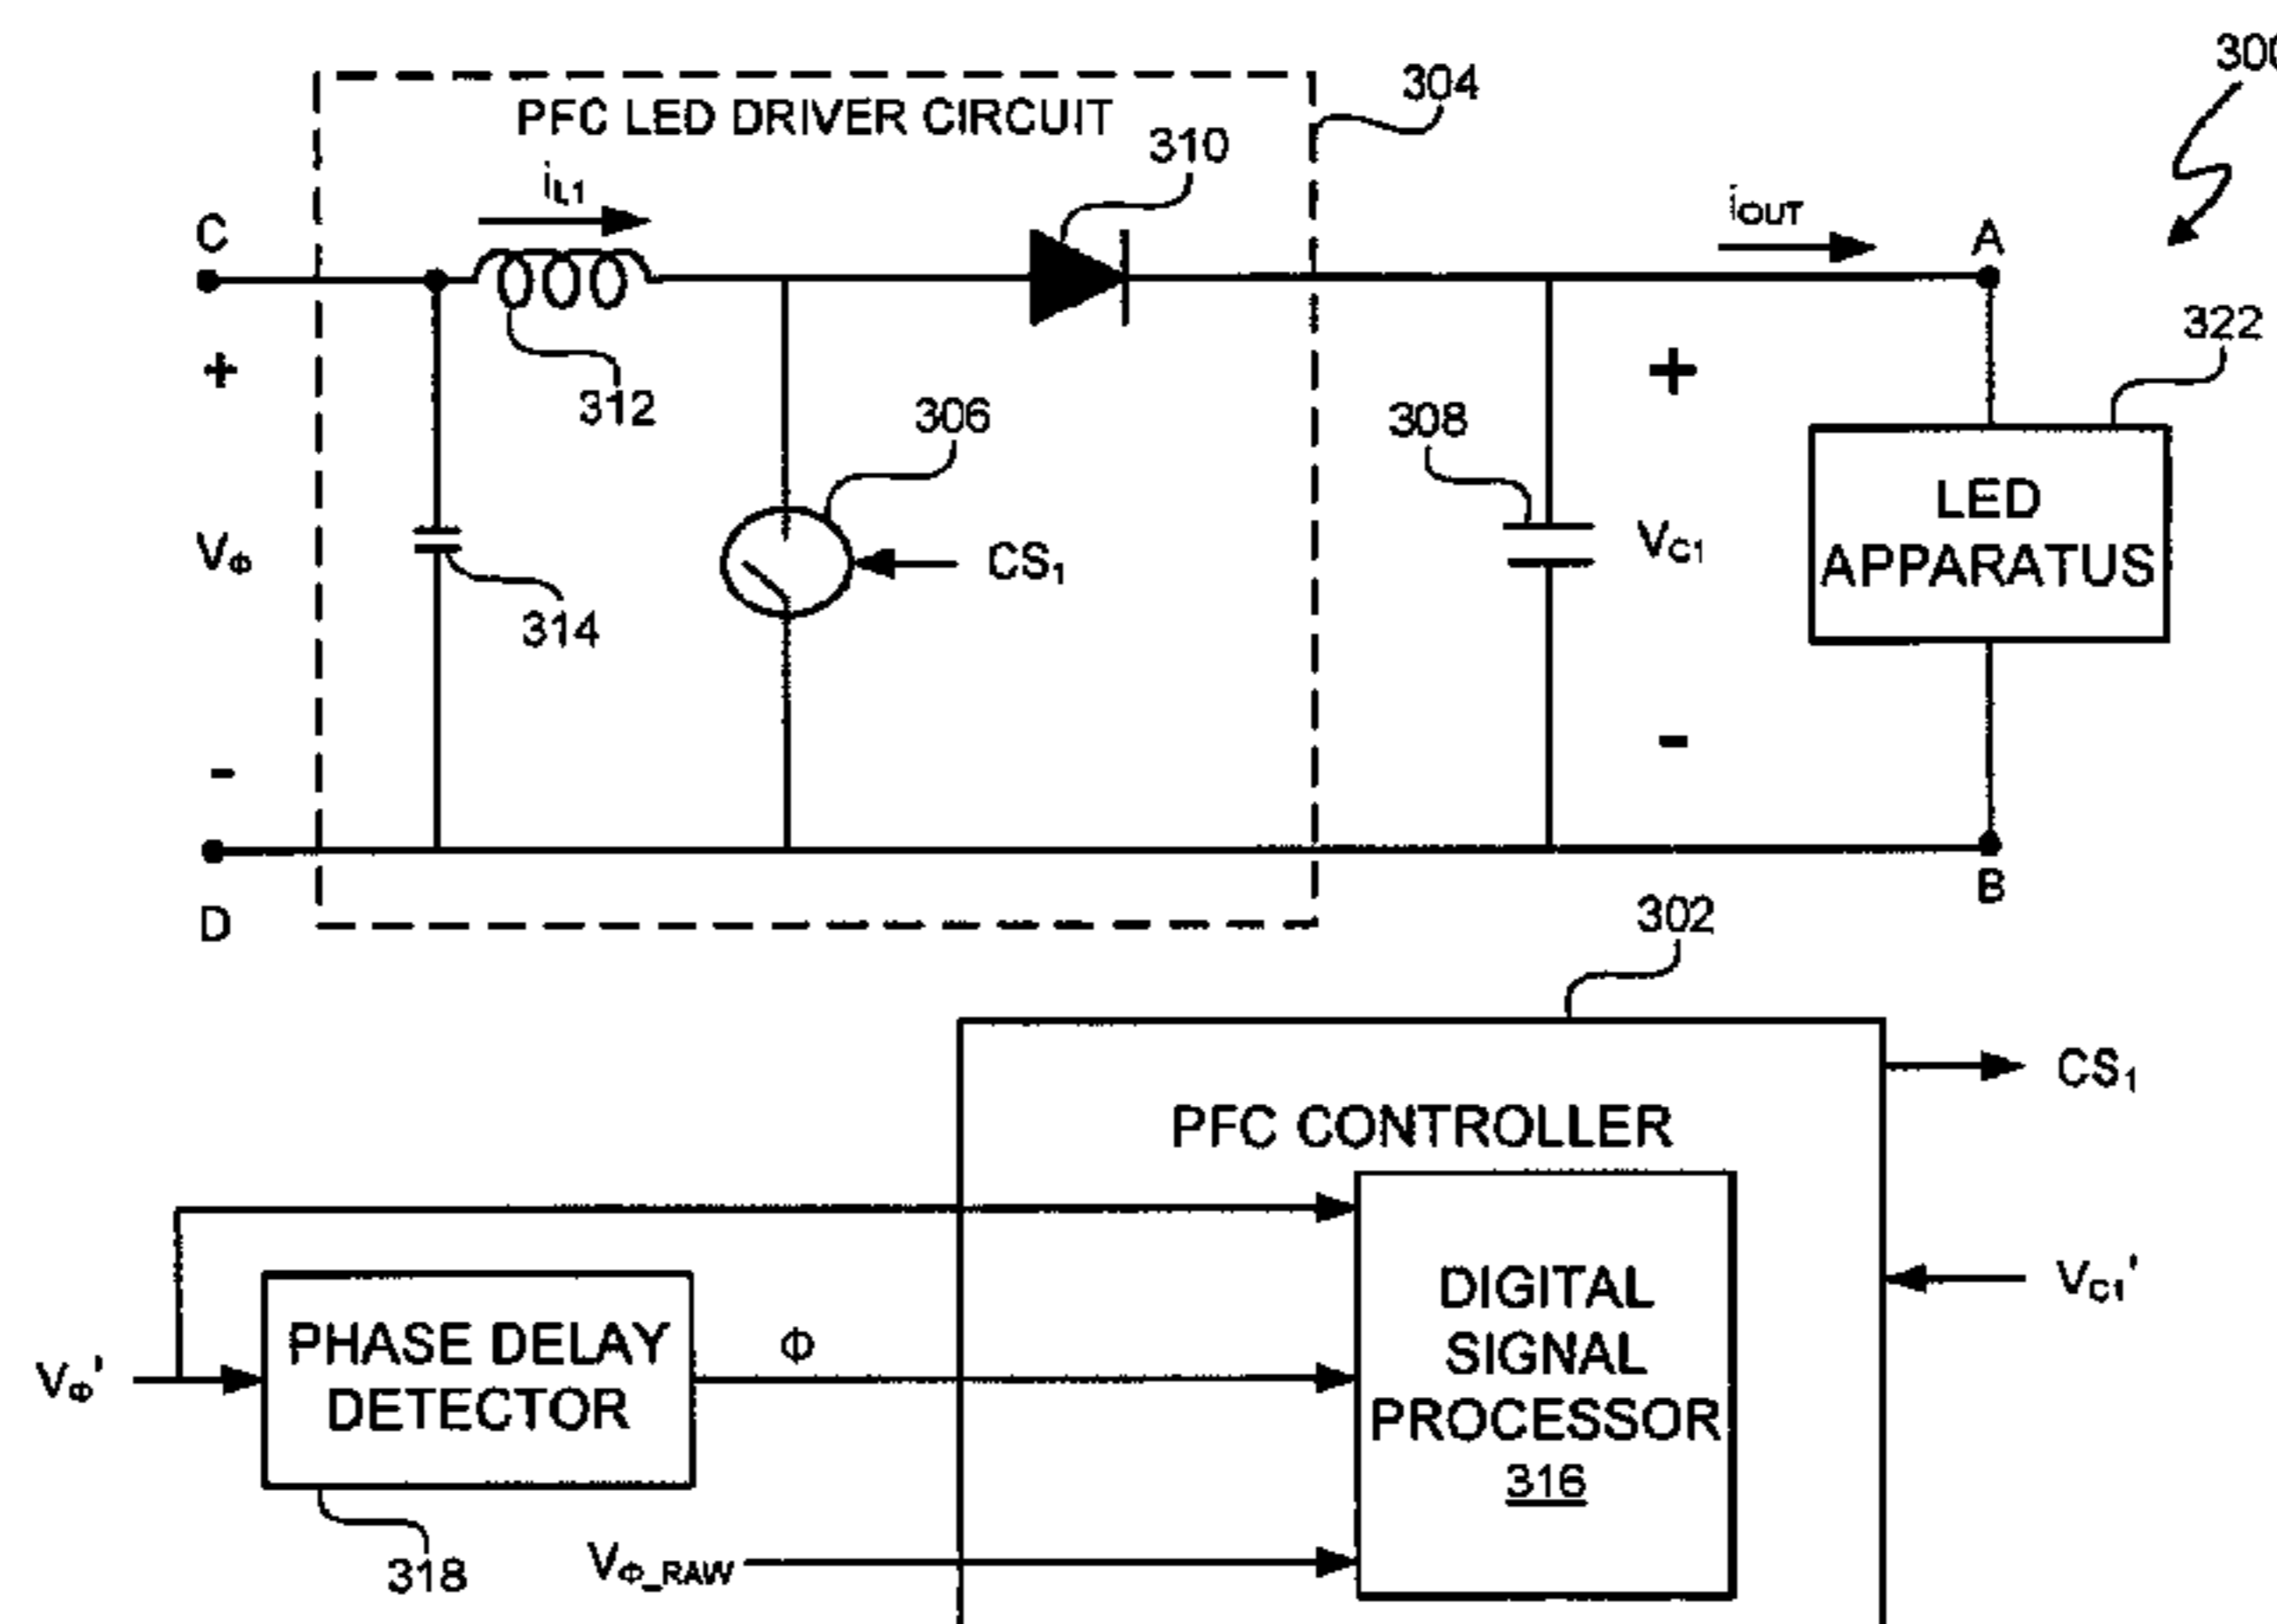 300
PFC LED DRIVER CIRCUIT
304
310
iL1
iOUT
C
A
+
312
306
322
308
+
VΦ
314
CS1
VC1
LED
APPARATUS
-
-
D
B
302
CS1
PFC CONTROLLER
VC1'
DIGITAL
SIGNAL
PROCESSOR
316
VΦ'
PHASE DELAY
DETECTOR
Φ
318
VΦ_RAW